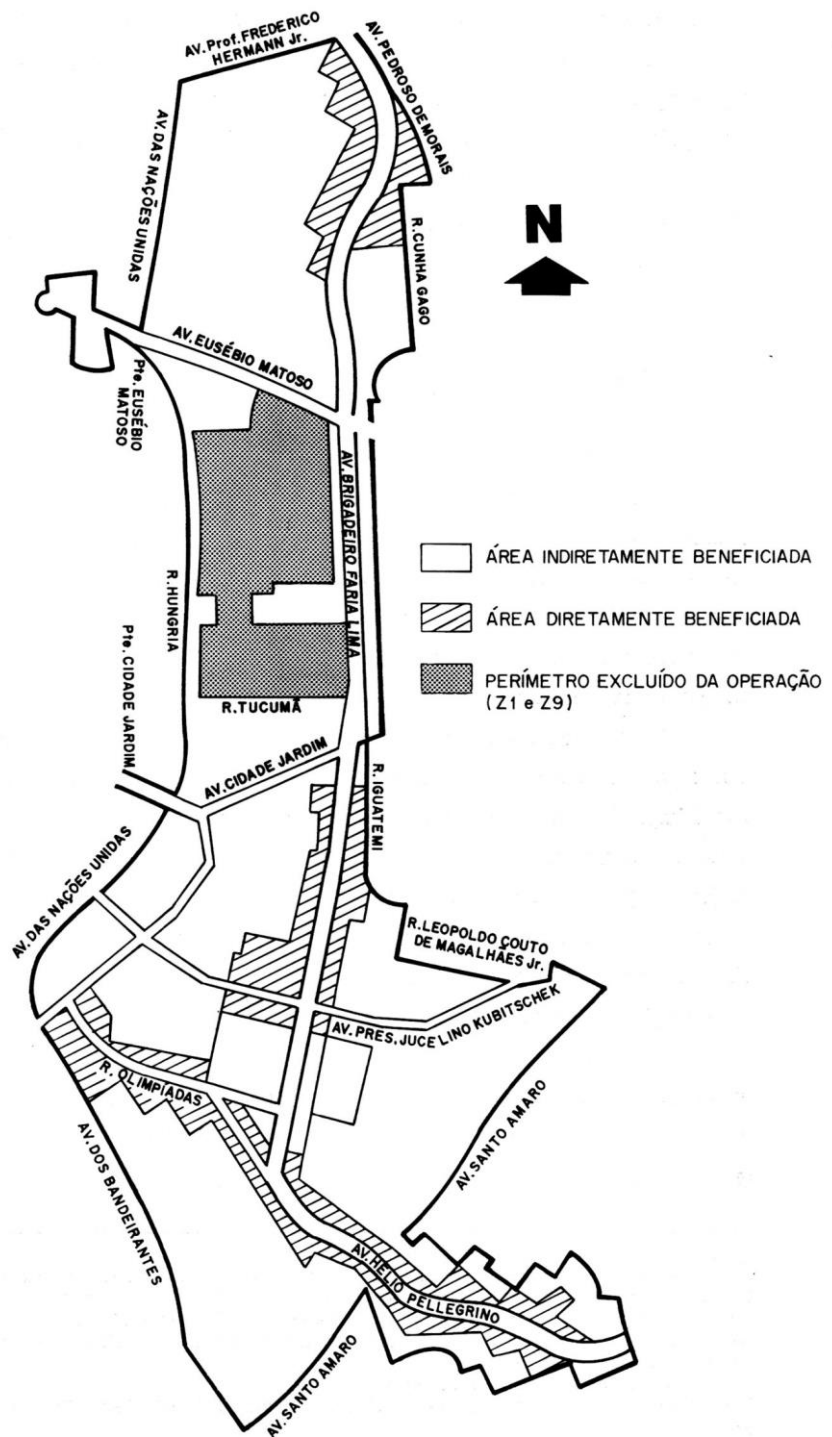 AV. Prof. FREDERICO
HERMANN Jr.
AV. PEDROSO DE MORAIS
AV. DAS NAÇÕES UNIDAS
R. CUNHA GAGO
N
AV. EUSÉBIO MATOSO
Pte. EUSÉBIO
MATOSO
AV. BRIGADEIRO FARIA LIMA
R. HUNGRIA
ÁREA INDIRETAMENTE BENEFICIADA
ÁREA DIRETAMENTE BENEFICIADA
PERÍMETRO EXCLUÍDO DA OPERAÇÃO
(Z1 e Z9)
R. TUCUMÃ
Pte. CIDADE JARDIM
AV. CIDADE JARDIM
R. IGUATEMI
AV. DAS NAÇÕES UNIDAS
R. LEOPOLDO COUTO
DE MAGALHÃES Jr.
AV. PRES. JUCELINO KUBITSCHEK
R. OLIMPÍADAS
AV. SANTO AMARO
AV. DOS BANDEIRANTES
AV. HÉLIO PELLEGRINO
AV. SANTO AMARO